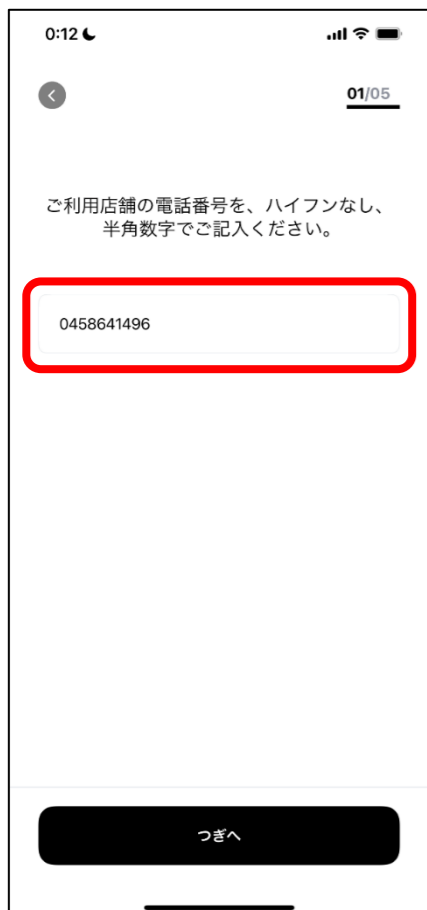 0:12
01/05
ご利用店舗の電話番号を、ハイフンなし、
半角数字でご記入ください。
0458641496
つぎへ